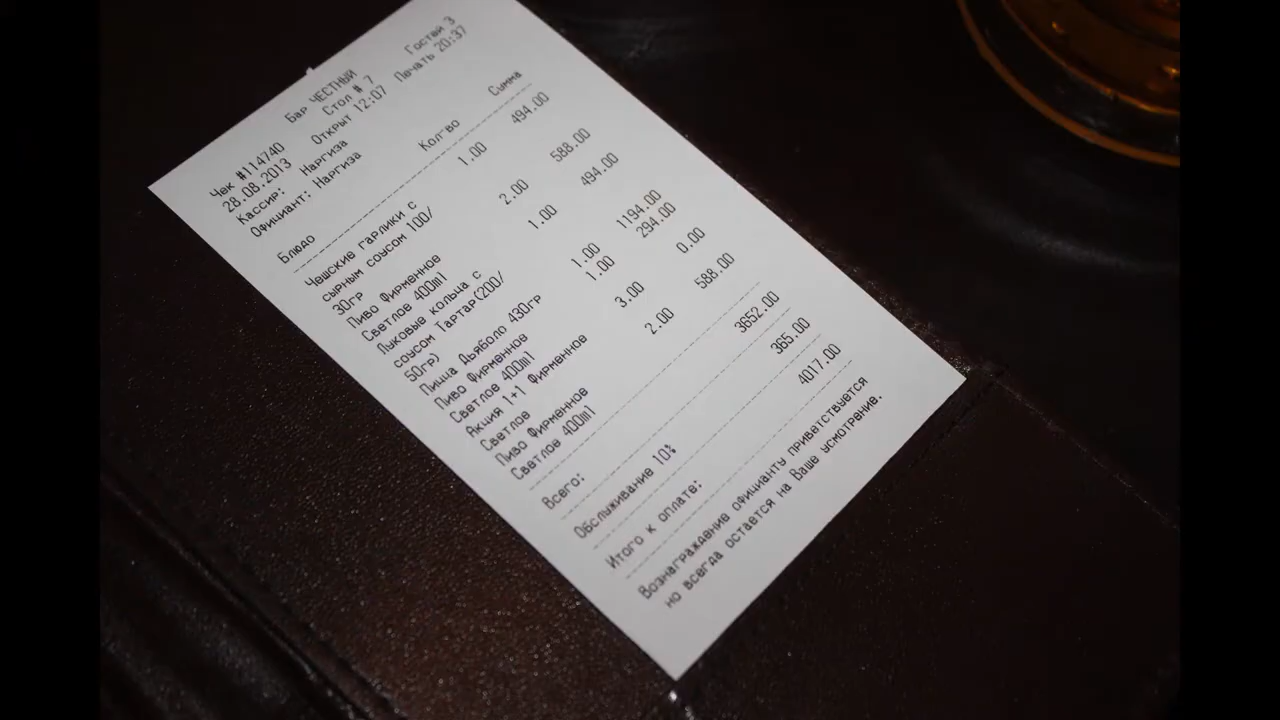 Бар ЧЕСТНЫЙ
Чек #114740 Стол # 7 Гостей 3
28.08.2013 Открыт 12:07 Печать 20:37
Кассир: Наргиза
Официант: Наргиза
Блюдо Кол-во Сумма
Чешские гарлики с 1.00 494.00
сырным соусом 100/
30гр
Пиво Фирменное 2.00 588.00
Светлое 400ml
Луковые кольца с 1.00 494.00
соусом Тартар(200/
50гр)
Пицца Дьяболо 430гр 1.00 1194.00
Пиво Фирменное 1.00 294.00
Светлое 400ml
Акция 1+1 Фирменное 3.00 0.00
Светлое
Пиво Фирменное 2.00 588.00
Светлое 400ml
Всего: 3652.00
Обслуживание 10% 365.00
Итого к оплате: 4017.00
Вознаграждение официанту приветствуется
но всегда остается на Ваше усмотрение.